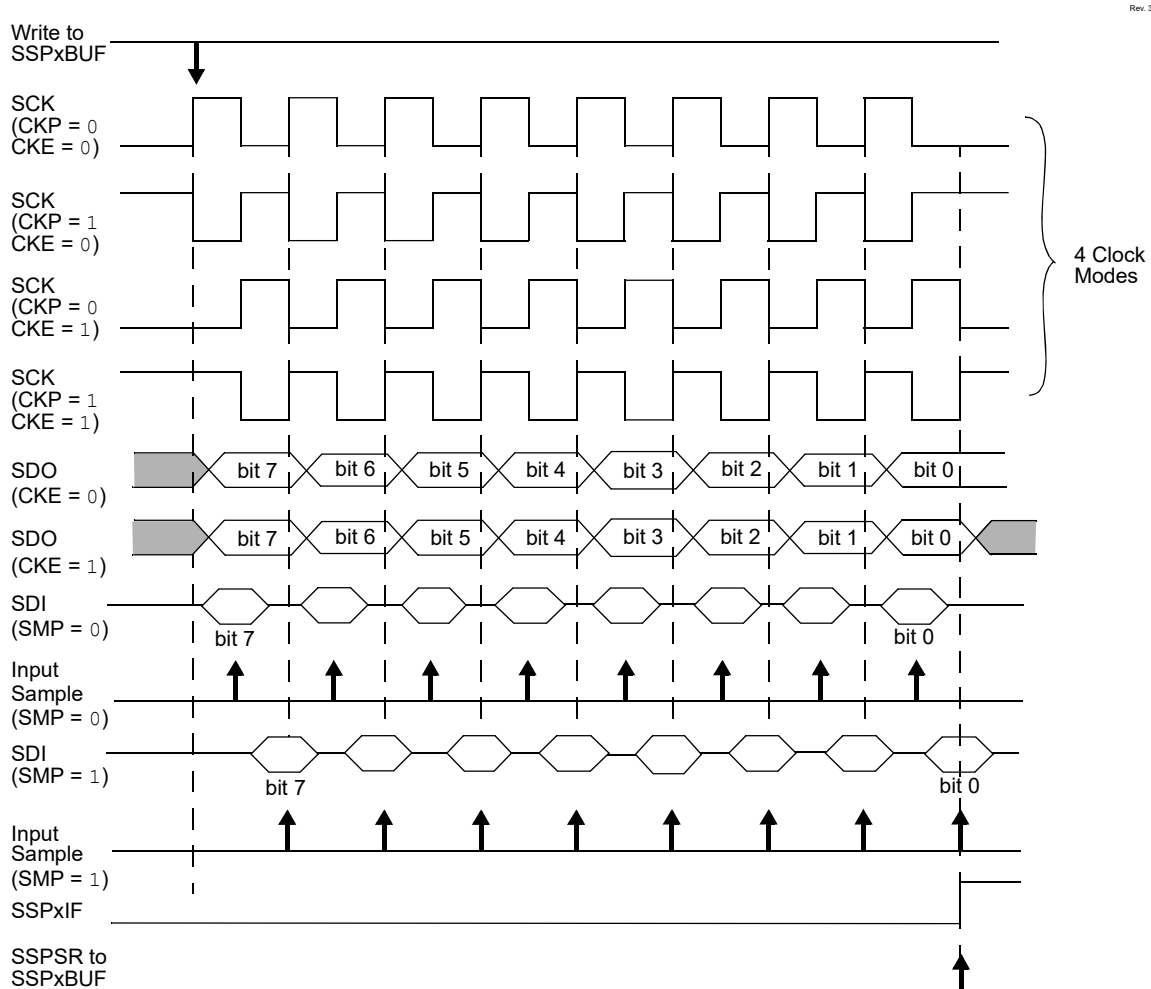 Rev. 3
Write to
SSPxBUF
SCK
(CKP = 0
CKE = 0)
SCK
(CKP = 1
CKE = 0)
SCK
(CKP = 0
CKE = 1)
SCK
(CKP = 1
CKE = 1)
4 Clock
Modes
SDO
(CKE = 0)
bit 7 bit 6 bit 5 bit 4 bit 3 bit 2 bit 1 bit 0
SDO
(CKE = 1)
bit 7 bit 6 bit 5 bit 4 bit 3 bit 2 bit 1 bit 0
SDI
(SMP = 0)
bit 7 bit 0
Input
Sample
(SMP = 0)
SDI
(SMP = 1)
bit 7 bit 0
Input
Sample
(SMP = 1)
SSPxIF
SSPSR to
SSPxBUF